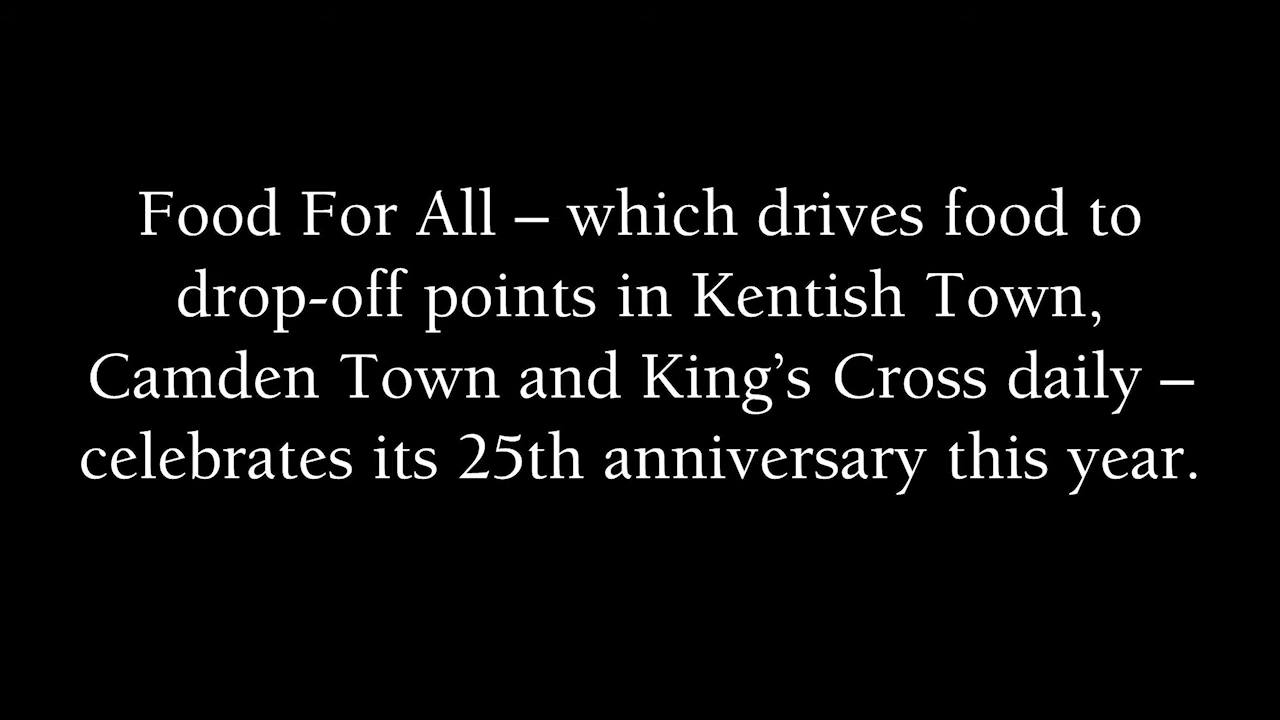 Food For All – which drives food to
drop-off points in Kentish Town,
Camden Town and King’s Cross daily –
celebrates its 25th anniversary this year.